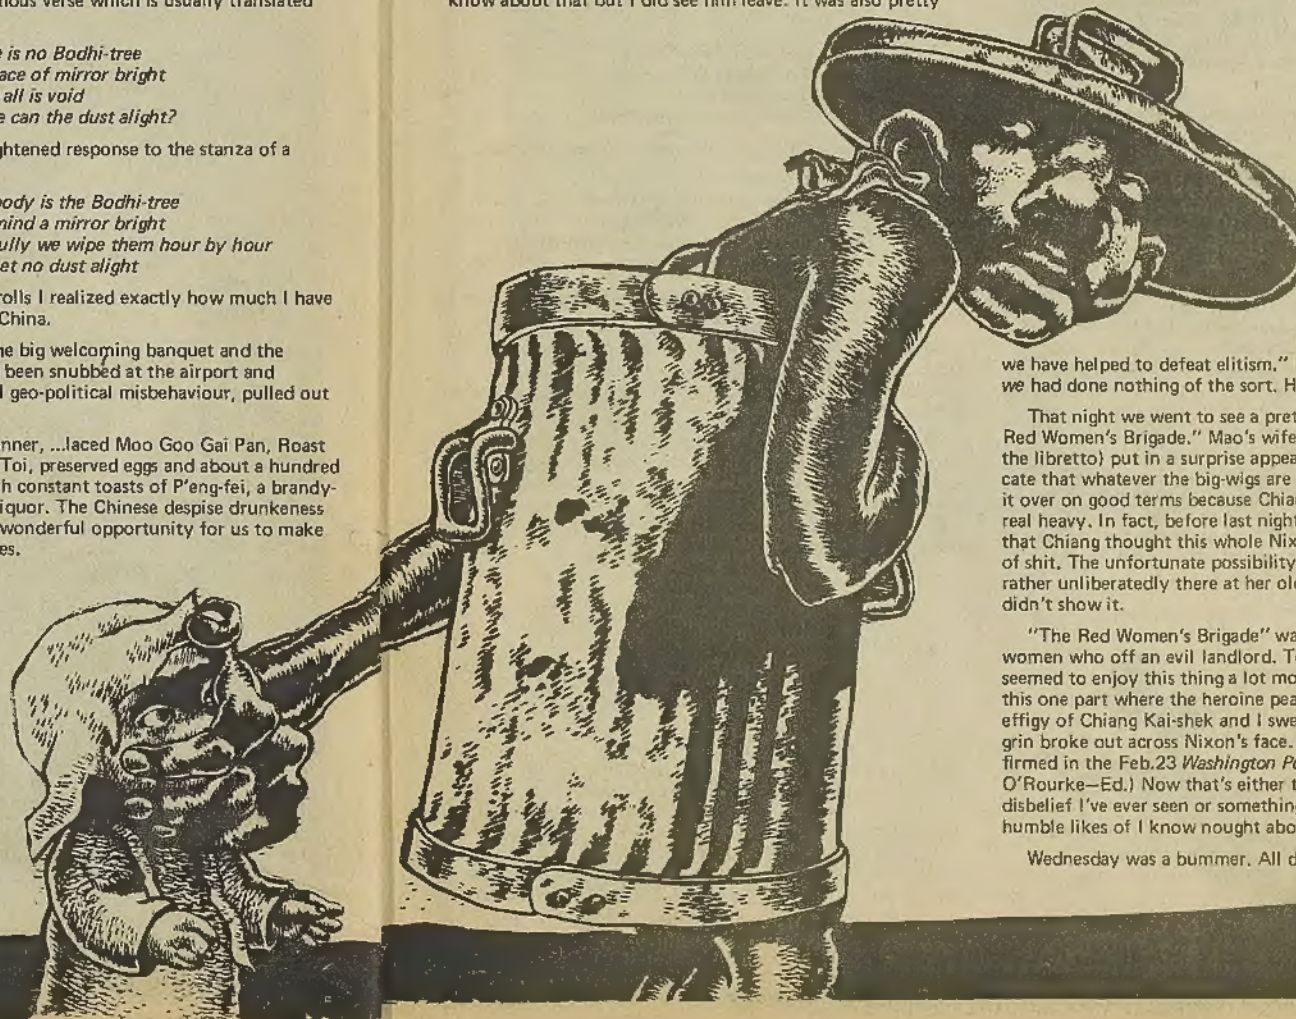 nous verse which is usually translated
e is no Bodhi-tree
ace of mirror bright
all is void
e can the dust alight?
ghtened response to the stanza of a
body is the Bodhi-tree
mind a mirror bright
ully we wipe them hour by hour
et no dust alight
rolls I realized exactly how much I have
China.
he big welcoming banquet and the
been snubbed at the airport and
l geo-political misbehaviour, pulled out
nner, ...laced Moo Goo Gai Pan, Roast
Toi, preserved eggs and about a hundred
h constant toasts of P'eng-fei, a brandy-
iquor. The Chinese despise drunkeness
wonderful opportunity for us to make
es.
know about that but I did see him leave. It was also pretty
we have helped to defeat elitism."
we had done nothing of the sort. H
That night we went to see a pret
Red Women's Brigade." Mao's wife
the libretto) put in a surprise appea
cate that whatever the big-wigs are
it over on good terms because Chia
real heavy. In fact, before last night
that Chiang thought this whole Nix
of shit. The unfortunate possibility
rather unliberatedly there at her old
didn't show it.
"The Red Women's Brigade" wa
women who off an evil landlord. T
seemed to enjoy this thing a lot mo
this one part where the heroine pea
effigy of Chiang Kai-shek and I swe
grin broke out across Nixon's face.
firmed in the Feb.23 Washington P
O'Rourke—Ed.) Now that's either t
disbelief I've ever seen or something
humble likes of I know nought abo
Wednesday was a bummer. All d